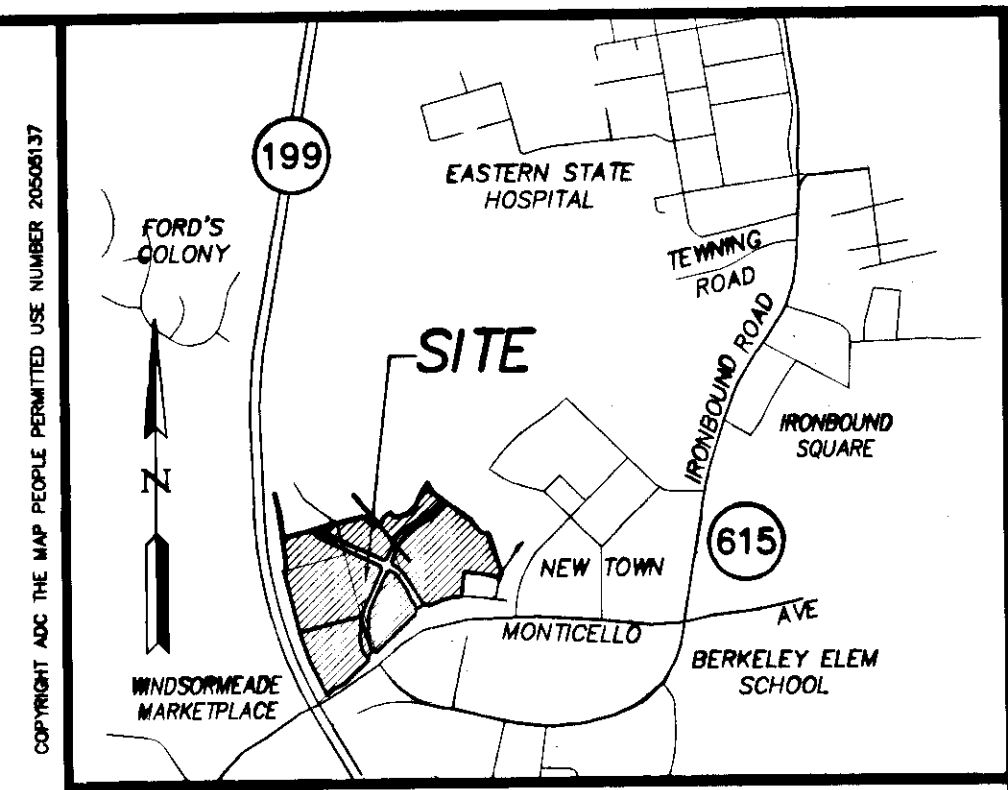 COPYRIGHT ADC THE MAP PEOPLE PERMITTED USE NUMBER 20505137
199
EASTERN STATE
HOSPITAL
FORD'S
COLONY
TEWNING
ROAD
SITE
IRONBOUND ROAD
IRONBOUND
SQUARE
N
615
NEW TOWN
AVE
MONTICELLO
BERKELEY ELEM
SCHOOL
WINDSORMEADE
MARKETPLACE